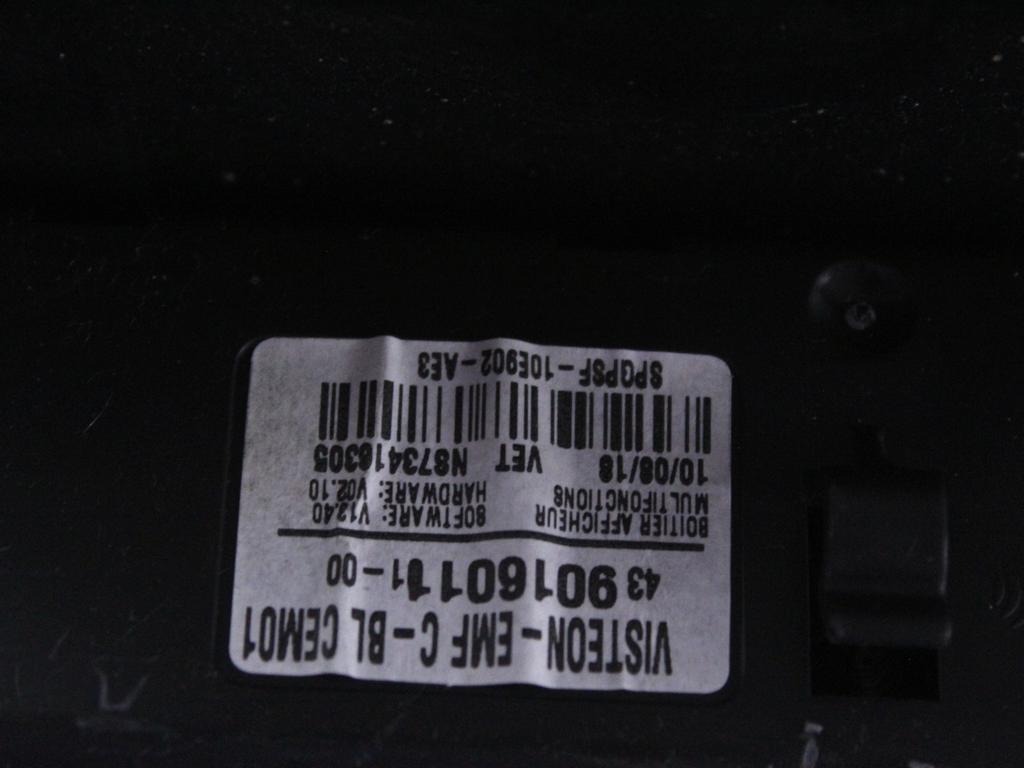 VISTEON-EMF C-BL CEM01
43 90160111-00
BOITIER AFFICHEUR SOFTWARE: V12.40
MULTIFONCTIONS HARDWARE: V02.10
10/08/18 VET N873416305
SPQPSF-10E902-AE3